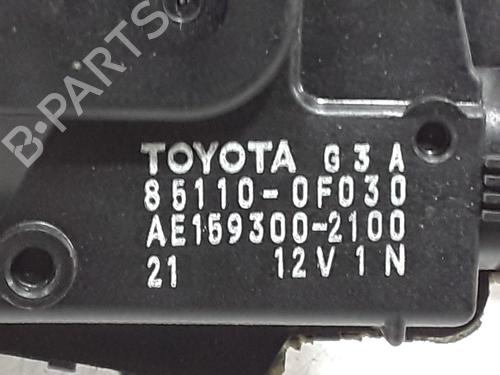 B-PARTS
TOYOTA G3A
85110-0F030
AE159300-2100
21 12V 1N